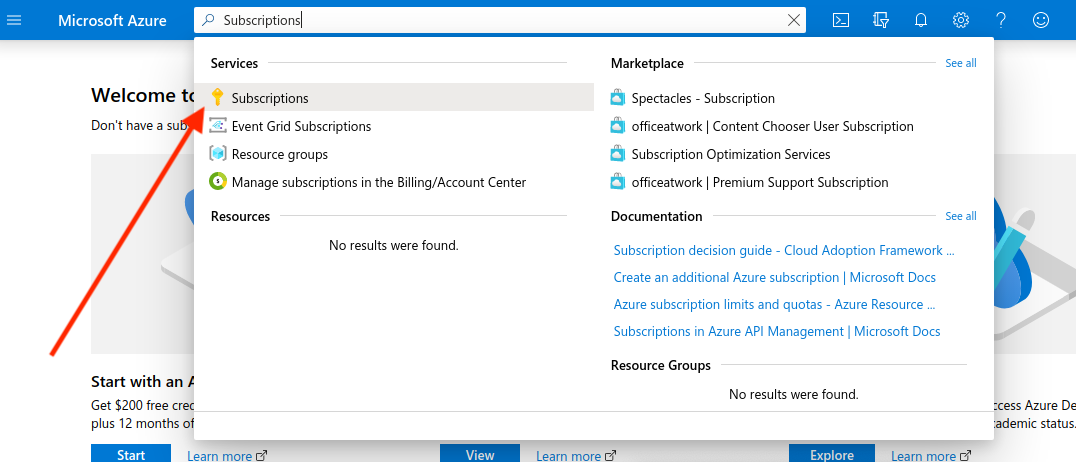 Microsoft Azure
Subscriptions
Services
Subscriptions
Event Grid Subscriptions
Resource groups
Manage subscriptions in the Billing/Account Center
Resources
No results were found.
Marketplace
See all
Spectacles - Subscription
officeatwork | Content Chooser User Subscription
Subscription Optimization Services
officeatwork | Premium Support Subscription
Documentation
See all
Subscription decision guide - Cloud Adoption Framework ...
Create an additional Azure subscription | Microsoft Docs
Azure subscription limits and quotas - Azure Resource ...
Subscriptions in Azure API Management | Microsoft Docs
Resource Groups
No results were found.
Welcome to
Don't have a
Start with an
Get $200 free
plus 12 months of
Start
Learn more
View
Learn more
Azure
status.
Explore
Learn more